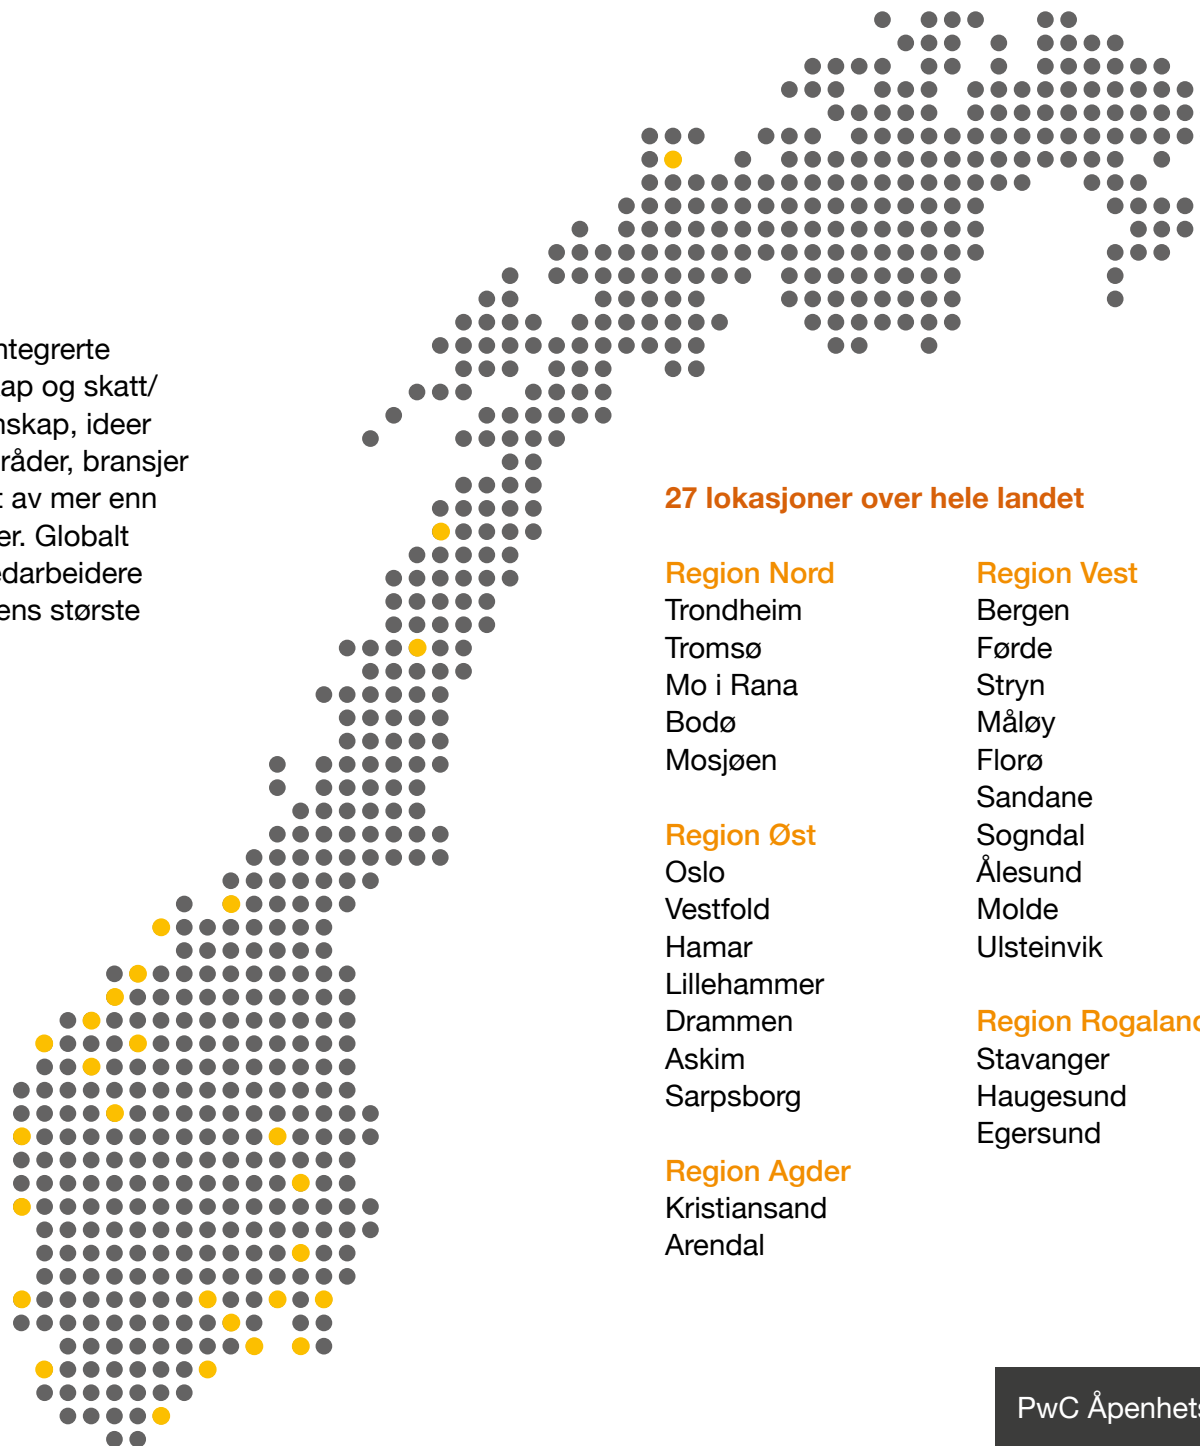 ntegrerte
ap og skatt/
nskap, ideer
råder, bransjer
t av mer enn
er. Globalt
edarbeidere
ens største
27 lokasjoner over hele landet
Region Nord
Trondheim
Tromsø
Mo i Rana
Bodø
Mosjøen
Region Øst
Oslo
Vestfold
Hamar
Lillehammer
Drammen
Askim
Sarpsborg
Region Agder
Kristiansand
Arendal
Region Vest
Bergen
Førde
Stryn
Måløy
Florø
Sandane
Sogndal
Ålesund
Molde
Ulsteinvik
Region Rogaland
Stavanger
Haugesund
Egersund
PwC Åpenhets